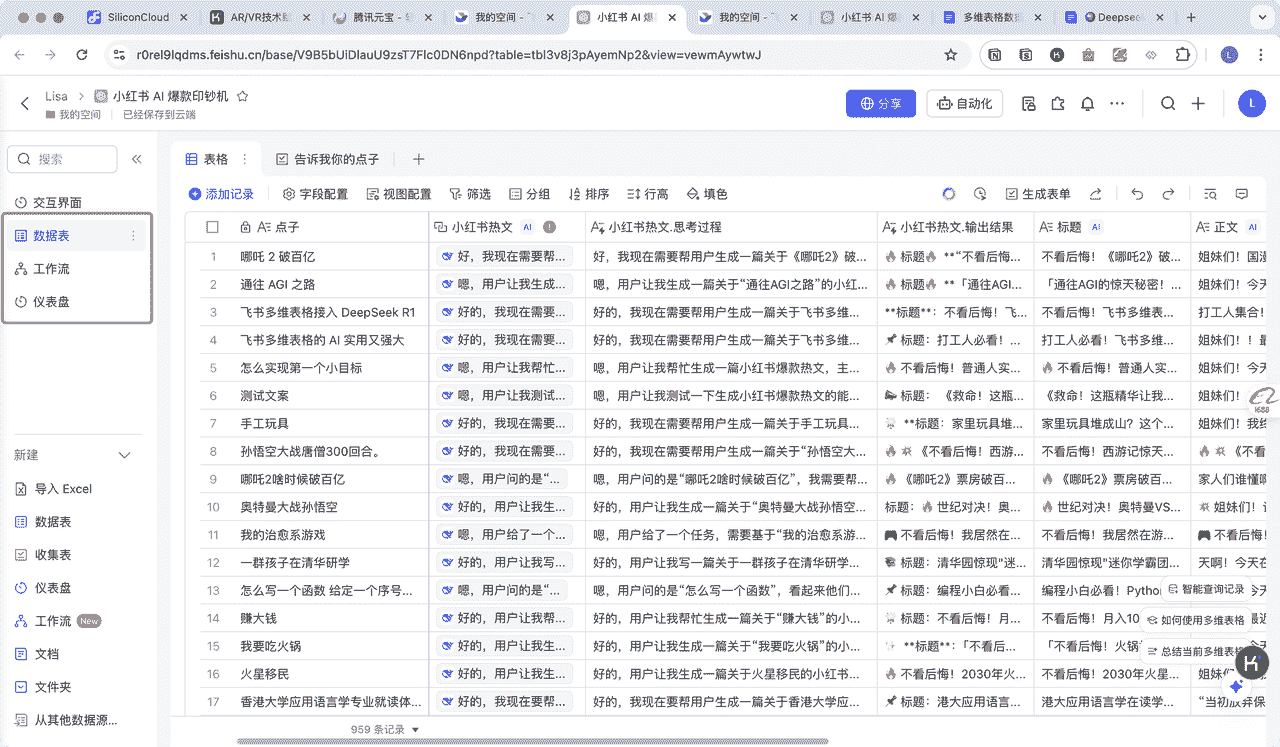 SiliconCloud
AR/VR技术
腾讯元宝 -
我的空间 -
小红书 AI 爆
我的空间 -
小红书 AI 爆
多维表格数
Deepsee
r0rel9lqdms.feishu.cn/base/V9B5bUiDlauU9zsT7Flc0DN6npd?table=tbl3v8j3pAyemNp2&view=vewmAywtwJ
Lisa
小红书 AI 爆款印钞机
我的空间
已经保存到云端
分享
自动化
L
搜索
交互界面
数据表
工作流
仪表盘
新建
导入 Excel
数据表
收集表
仪表盘
工作流 New
文档
文件夹
从其他数据源...
表格
告诉我你的点子
添加记录 字段配置 视图配置 筛选 分组 排序 行高 填色 生成表单
点子 小红书热文 AI 小红书热文.思考过程 小红书热文.输出结果 标题 AI 正文 AI
1 哪吒 2 破百亿 好，我现在需要帮... 好，我现在需要帮用户生成一篇关于《哪吒2》破... 🔥 标题🔥 **“不看后悔... 不看后悔！《哪吒2》破... 姐妹们！国漫
2 通往 AGI 之路 嗯，用户让我生成... 嗯，用户让我生成一篇关于“通往AGI之路”的小红... 🔥 标题🔥 **「通往AGI... 「通往AGI的惊天秘密！... 姐妹们！今天
3 飞书多维表格接入 DeepSeek R1 好的，我现在需要... 好的，我现在需要帮用户生成一篇关于飞书多维... **标题**：不看后悔！飞... 不看后悔！飞书多维表... 打工人集合！
4 飞书多维表格的 AI 实用又强大 好的，我现在需要... 好的，我现在需要帮用户生成一篇关于飞书多维... 📌 标题：打工人必看！... 打工人必看！飞书多维... 姐妹们！！
5 怎么实现第一个小目标 嗯，用户让我帮忙... 嗯，用户让我帮忙生成一篇小红书爆款热文，主... 🔥 不看后悔！普通人实... 🔥 不看后悔！普通人实... 姐妹们！今天
6 测试文案 嗯，用户让我测试... 嗯，用户让我测试一下生成小红书爆款热文的能... 标题：《救命！这瓶... 《救命！这瓶精华让我... 姐妹们！
7 手工玩具 好的，我现在需要... 好的，我现在需要帮用户生成一篇关于手工玩具... **标题：家里玩具堆... 家里玩具堆成山？这个... 姐妹们！我
8 孙悟空大战唐僧300回合。 好的，我现在需要... 好的，我现在需要帮用户生成一篇关于“孙悟空大... 🔥 💥 《不看后悔！西游... 不看后悔！西游记惊天... 🔥 💥 《不看
9 哪吒2啥时候破百亿 嗯，用户问的是“... 嗯，用户问的是“哪吒2啥时候破百亿”，我需要帮... 🔥 《哪吒2》票房破百... 🔥 《哪吒2》票房破百... 家人们谁懂啊
10 奥特曼大战孙悟空 好的，用户让我生... 好的，用户让我生成一篇关于“奥特曼大战孙悟空... 标题：🔥 世纪对决！奥... 🔥 世纪对决！奥特曼VS... 💥 姐妹们！
11 我的治愈系游戏 嗯，用户给了一个... 嗯，用户给了一个任务，需要基于“我的治愈系游... 🎮 不看后悔！我居然在... 不看后悔！我居然在游... 🎮 不看后悔！
12 一群孩子在清华研学 好的，用户让我写... 好的，用户让我写一篇关于一群孩子在清华研学... 标题：清华园惊现"迷... 清华园惊现"迷你学霸团... 天啊！今天在
13 怎么写一个函数 给定一个序号... 嗯，用户问的是“... 嗯，用户问的是“怎么写一个函数”，看起来他们... 📌 标题：编程小白必看... 编程小白必看！Python
14 赚大钱 好的，用户让我帮... 好的，用户让我帮忙生成一篇关于“赚大钱”的小... 标题：不看后悔！月... 不看后悔！月入10
15 我要吃火锅 好的，用户让我生... 好的，用户让我生成一篇关于“我要吃火锅”的小... **标题**：「不看后... 「不看后悔！火锅
16 火星移民 好的，用户让我生... 好的，用户让我生成一篇关于火星移民的小红书... 🔥 不看后悔！2030年火... 不看后悔！2030年火星... 姐妹们
17 香港大学应用语言学专业就读体... 好的，我现在要帮... 好的，我现在需要帮用户生成一篇关于香港大学应... 📌 标题：港大应用语言... 港大应用语言学在读学... “当初放弃保
智能查询记录
如何使用多维表格
总结当前多维表格
1688
959 条记录